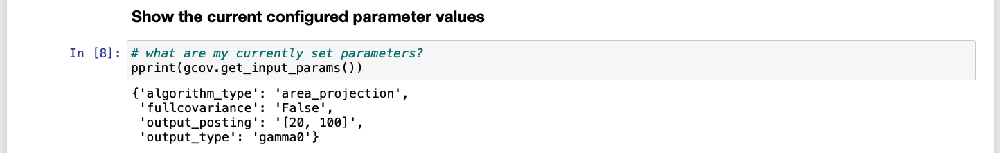 Show the current configured parameter values
In [8]: # what are my currently set parameters?
pprint(gcov.get_input_params())
{'algorithm_type': 'area_projection',
 'fullcovariance': 'False',
 'output_posting': '[20, 100]',
 'output_type': 'gamma0'}